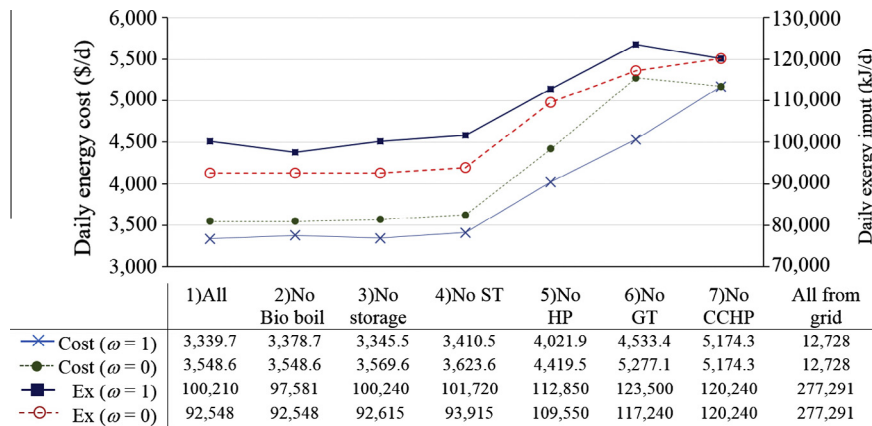 6,000 130,000
5,500 120,000
5,000 110,000
4,500 100,000
4,000 90,000
3,500 80,000
3,000 70,000
Daily energy cost ($/d)
Daily exergy input (kJ/d)
1)All 2)No Bio boil 3)No storage 4)No ST 5)No HP 6)No GT 7)No CCHP All from grid
Cost (ω = 1) 3,339.7 3,378.7 3,345.5 3,410.5 4,021.9 4,533.4 5,174.3 12,728
Cost (ω = 0) 3,548.6 3,548.6 3,569.6 3,623.6 4,419.5 5,277.1 5,174.3 12,728
Ex (ω = 1) 100,210 97,581 100,240 101,720 112,850 123,500 120,240 277,291
Ex (ω = 0) 92,548 92,548 92,615 93,915 109,550 117,240 120,240 277,291